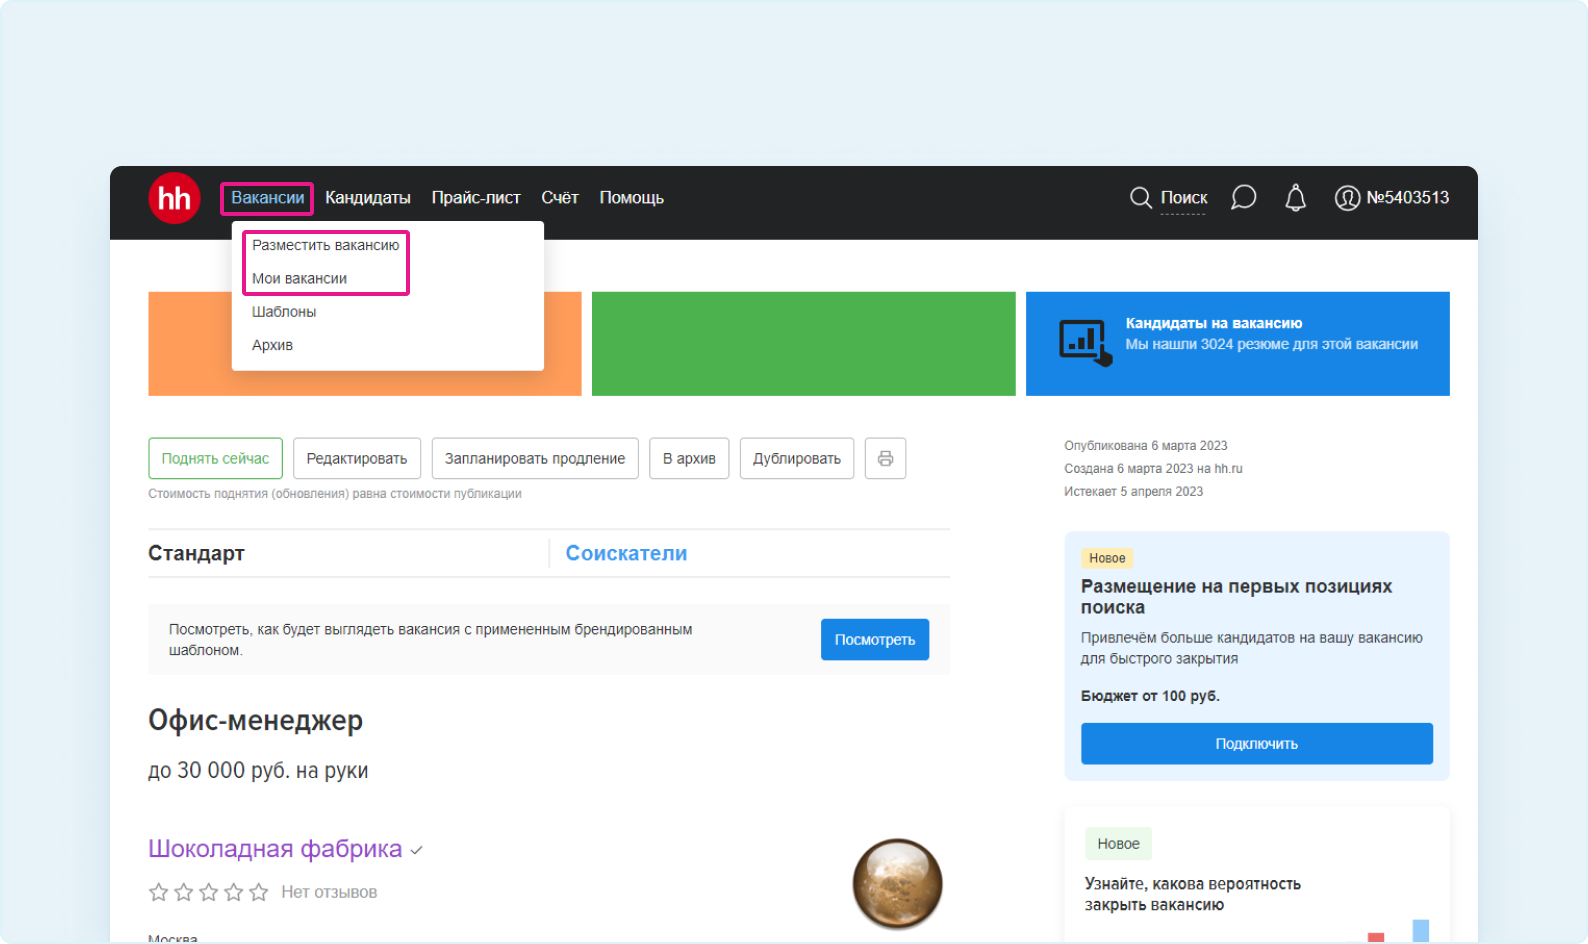 hh
Вакансии
Кандидаты
Прайс-лист
Счёт
Помощь
Поиск
№5403513
Разместить вакансию
Мои вакансии
Шаблоны
Архив
Кандидаты на вакансию
Мы нашли 3024 резюме для этой вакансии
Поднять сейчас
Редактировать
Запланировать продление
В архив
Дублировать
Стоимость поднятия (обновления) равна стоимости публикации
Опубликована 6 марта 2023
Создана 6 марта 2023 на hh.ru
Истекает 5 апреля 2023
Стандарт
Соискатели
Посмотреть, как будет выглядеть вакансия с примененным брендированным
шаблоном.
Посмотреть
Офис-менеджер
до 30 000 руб. на руки
Шоколадная фабрика
Нет отзывов
Москва
Новое
Размещение на первых позициях
поиска
Привлечём больше кандидатов на вашу вакансию
для быстрого закрытия
Бюджет от 100 руб.
Подключить
Новое
Узнайте, какова вероятность
закрыть вакансию